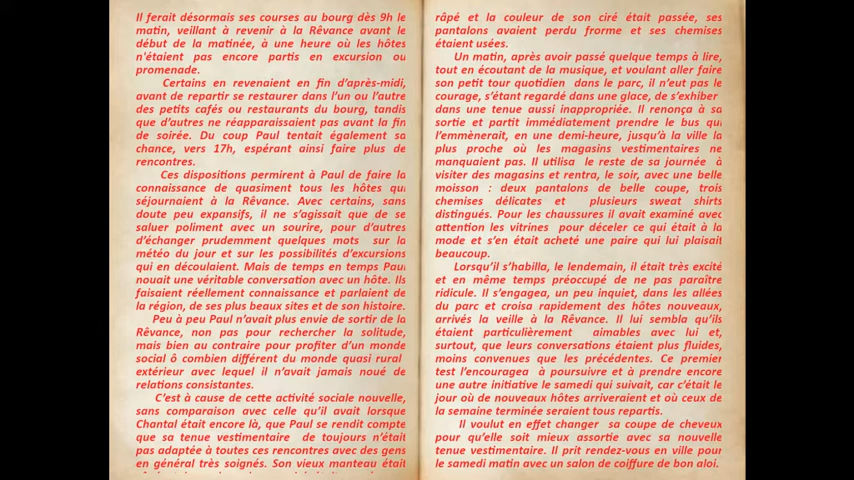 Il ferait désormais ses courses au bourg dès 9h le
matin, veillant à revenir à la Rêvance avant le
début de la matinée, à une heure où les hôtes
n'étaient pas encore partis en excursion ou
promenade.
Certains en revenaient en fin d'après-midi,
avant de repartir se restaurer dans l'un ou l'autre
des petits cafés ou restaurants du bourg, tandis
que d'autres ne réapparaissaient pas avant la fin
de soirée. Du coup Paul tentait également sa
chance, vers 17h, espérant ainsi faire plus de
rencontres.
Ces dispositions permirent à Paul de faire la
connaissance de quasiment tous les hôtes qui
séjournaient à la Rêvance. Avec certains, sans
doute peu expansifs, il ne s'agissait que de se
saluer poliment avec un sourire, pour d'autres
d'échanger prudemment quelques mots sur la
météo du jour et sur les possibilités d'excursions
qui en découlaient. Mais de temps en temps Paul
nouait une véritable conversation avec un hôte. Ils
faisaient réellement connaissance et parlaient de
la région, de ses plus beaux sites et de son histoire.
Peu à peu Paul n'avait plus envie de sortir de la
Rêvance, non pas pour rechercher la solitude,
mais bien au contraire pour profiter d'un monde
social ô combien différent du monde quasi rural
extérieur avec lequel il n'avait jamais noué de
relations consistantes.
C'est à cause de cette activité sociale nouvelle,
sans comparaison avec celle qu'il avait lorsque
Chantal était encore là, que Paul se rendit compte
que sa tenue vestimentaire de toujours n'était
pas adaptée à toutes ces rencontres avec des gens
en général très soignés. Son vieux manteau était
râpé et la couleur de son ciré était passée, ses
pantalons avaient perdu frorme et ses chemises
étaient usées.
Un matin, après avoir passé quelque temps à lire,
tout en écoutant de la musique, et voulant aller faire
son petit tour quotidien dans le parc, il n'eut pas le
courage, s'étant regardé dans une glace, de s'exhiber
dans une tenue aussi inappropriée. Il renonça à sa
sortie et partit immédiatement prendre le bus qui
l'emmènerait, en une demi-heure, jusqu'à la ville la
plus proche où les magasins vestimentaires ne
manquaient pas. Il utilisa le reste de sa journée à
visiter des magasins et rentra, le soir, avec une belle
moisson : deux pantalons de belle coupe, trois
chemises délicates et plusieurs sweat shirts
distingués. Pour les chaussures il avait examiné avec
attention les vitrines pour déceler ce qui était à la
mode et s'en était acheté une paire qui lui plaisait
beaucoup.
Lorsqu'il s'habilla, le lendemain, il était très excité
et en même temps préoccupé de ne pas paraître
ridicule. Il s'engagea, un peu inquiet, dans les allées
du parc et croisa rapidement des hôtes nouveaux,
arrivés la veille à la Rêvance. Il lui sembla qu'ils
étaient particulièrement aimables avec lui et,
surtout, que leurs conversations étaient plus fluides,
moins convenues que les précédentes. Ce premier
test l'encouragea à poursuivre et à prendre encore
une autre initiative le samedi qui suivait, car c'était le
jour où de nouveaux hôtes arriveraient et où ceux de
la semaine terminée seraient tous repartis.
Il voulut en effet changer sa coupe de cheveux
pour qu'elle soit mieux assortie avec sa nouvelle
tenue vestimentaire. Il prit rendez-vous en ville pour
le samedi matin avec un salon de coiffure de bon aloi.